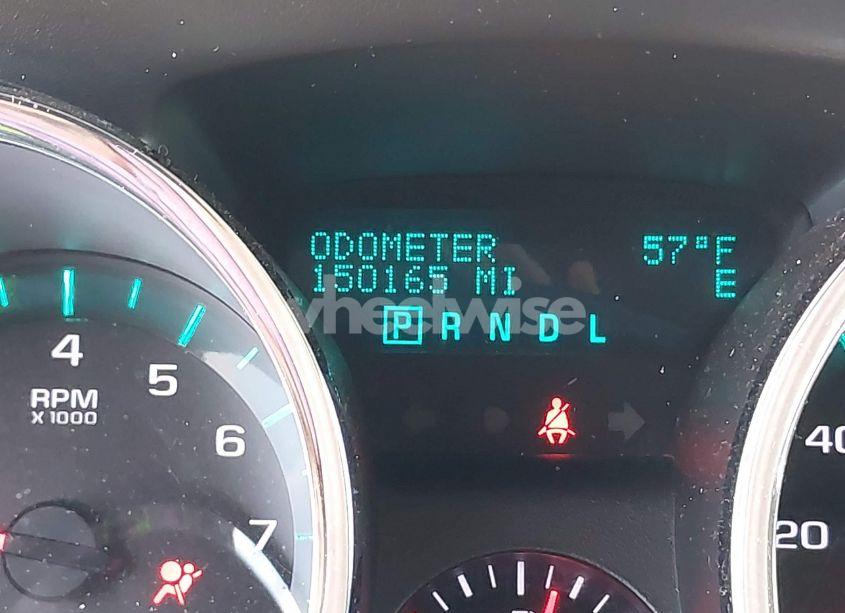 ODOMETER 57°F
150165 MI E
wheelwise
P R N D L
4
5
RPM
X 1000
6
7
40
20